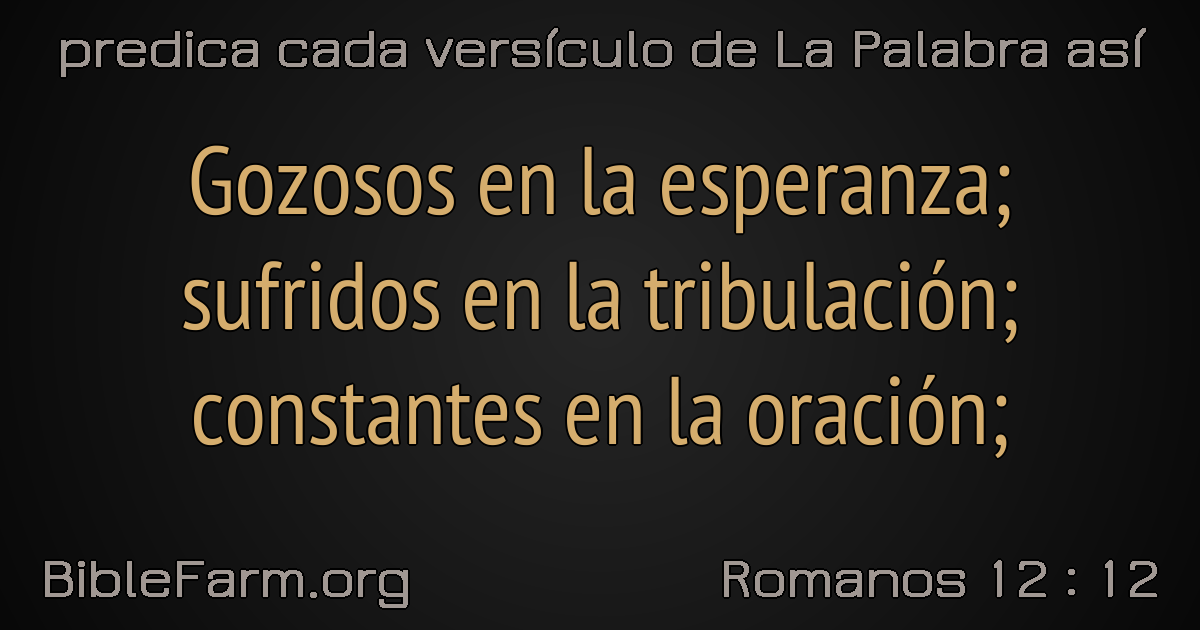 predica cada versículo de La Palabra así
Gozosos en la esperanza;
sufridos en la tribulación;
constantes en la oración;
BibleFarm.org
Romanos 12 : 12